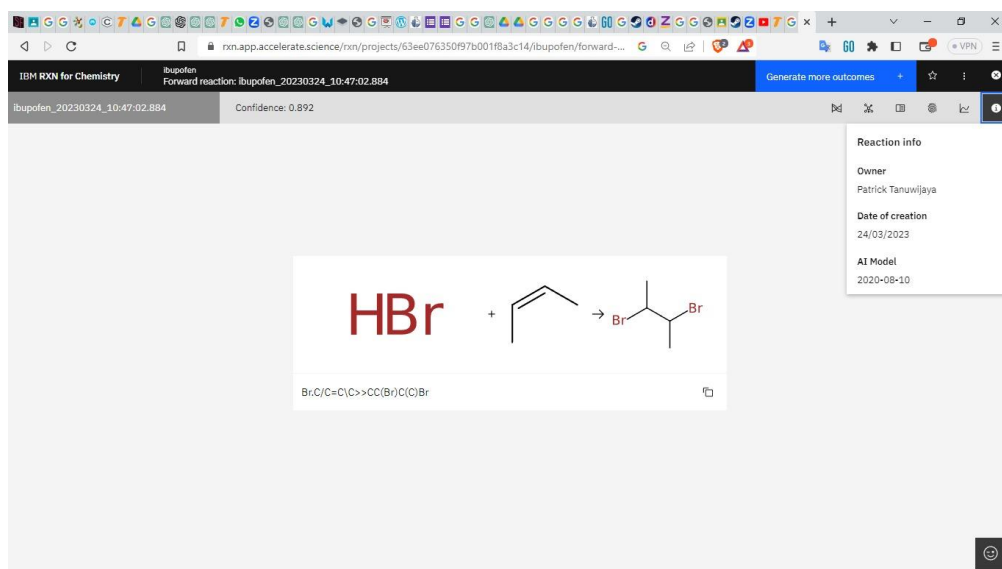 rxn.app.accelerate.science/rxn/projects/63ee076350f97b001f8a3c14/ibupofen/forward-...
VPN
IBM RXN for Chemistry
ibupofen
Forward reaction: ibupofen_20230324_10:47:02.884
Generate more outcomes +
ibupofen_20230324_10:47:02.884
Confidence: 0.892
Reaction info
Owner
Patrick Tanuwijaya
Date of creation
24/03/2023
AI Model
2020-08-10
HBr + → Br Br
Br.C/C=C\C>>CC(Br)C(C)Br